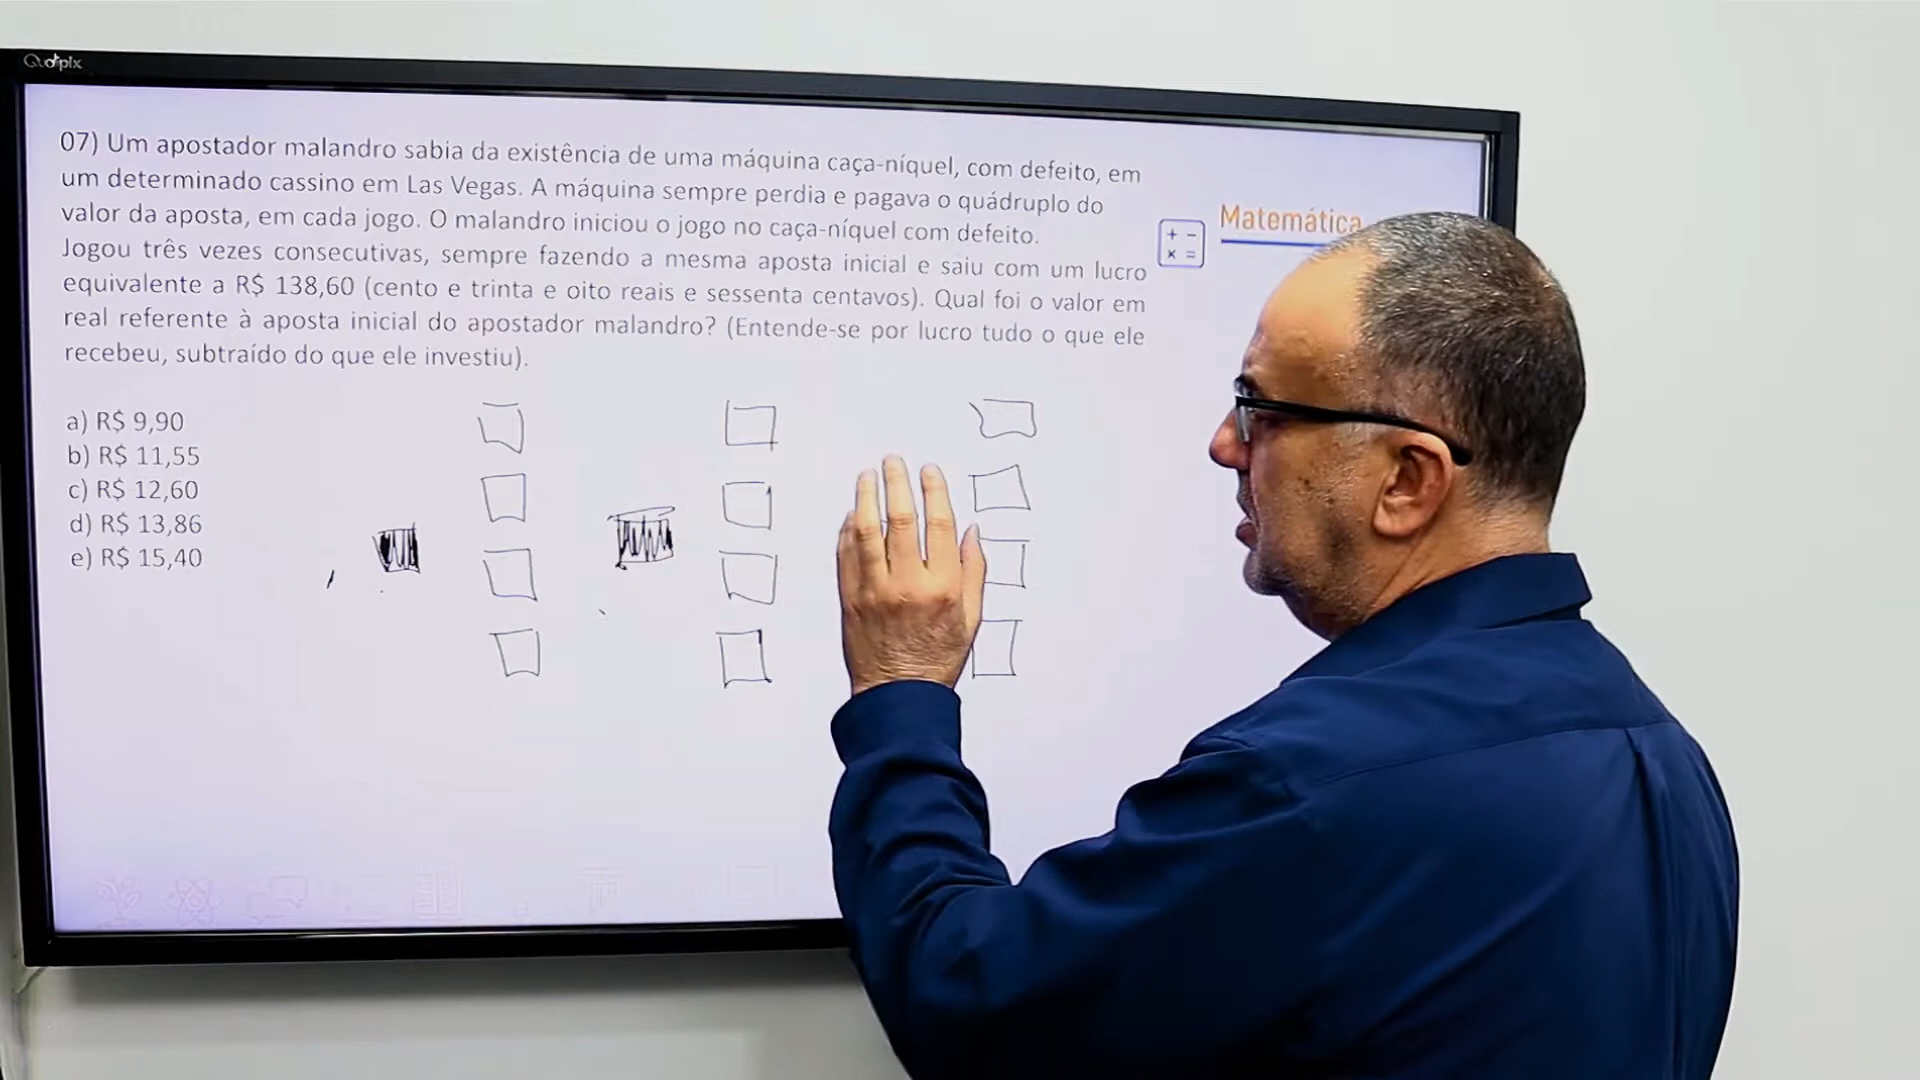 Qudipix
07) Um apostador malandro sabia da existência de uma máquina caça-níquel, com defeito, em
um determinado cassino em Las Vegas. A máquina sempre perdia e pagava o quádruplo do
valor da aposta, em cada jogo. O malandro iniciou o jogo no caça-níquel com defeito.
Jogou três vezes consecutivas, sempre fazendo a mesma aposta inicial e saiu com um lucro
equivalente a R$ 138,60 (cento e trinta e oito reais e sessenta centavos). Qual foi o valor em
real referente à aposta inicial do apostador malandro? (Entende-se por lucro tudo o que ele
recebeu, subtraído do que ele investiu).
a) R$ 9,90
b) R$ 11,55
c) R$ 12,60
d) R$ 13,86
e) R$ 15,40
+ − × =
Matemática